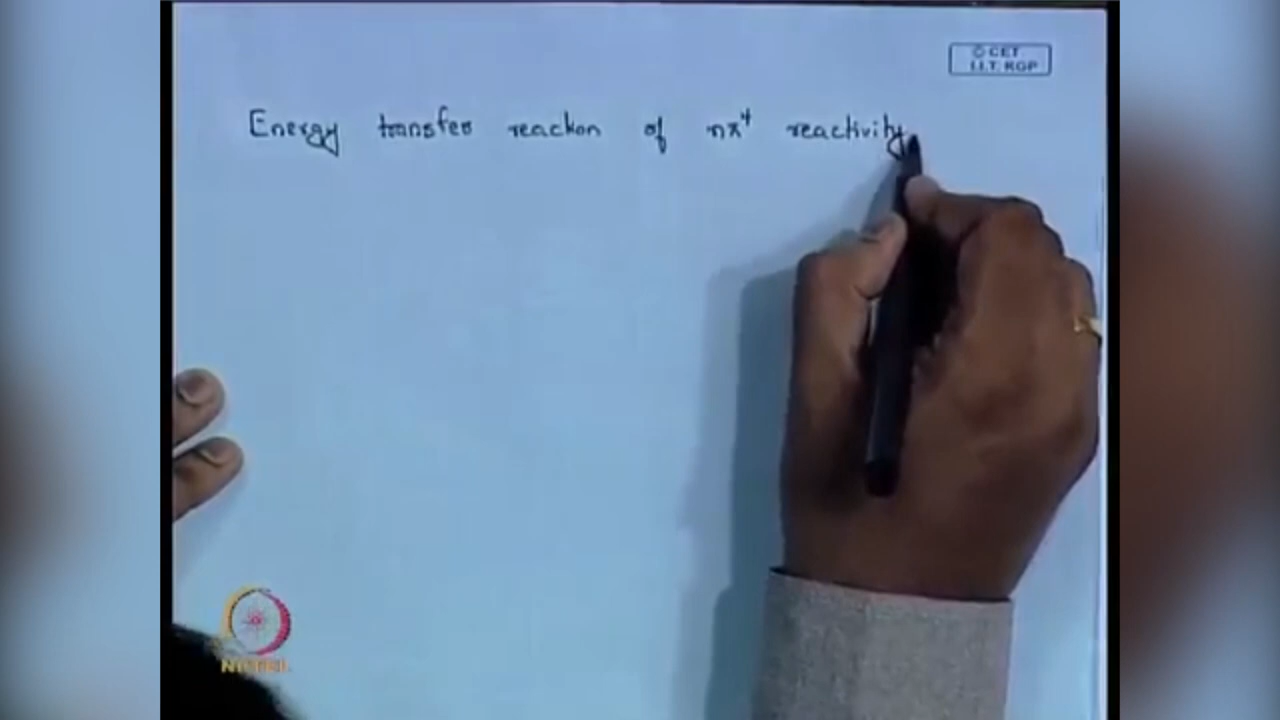 © CET
I.I.T. KGP
Energy transfer reaction of nπ* reactivity
NPTEL